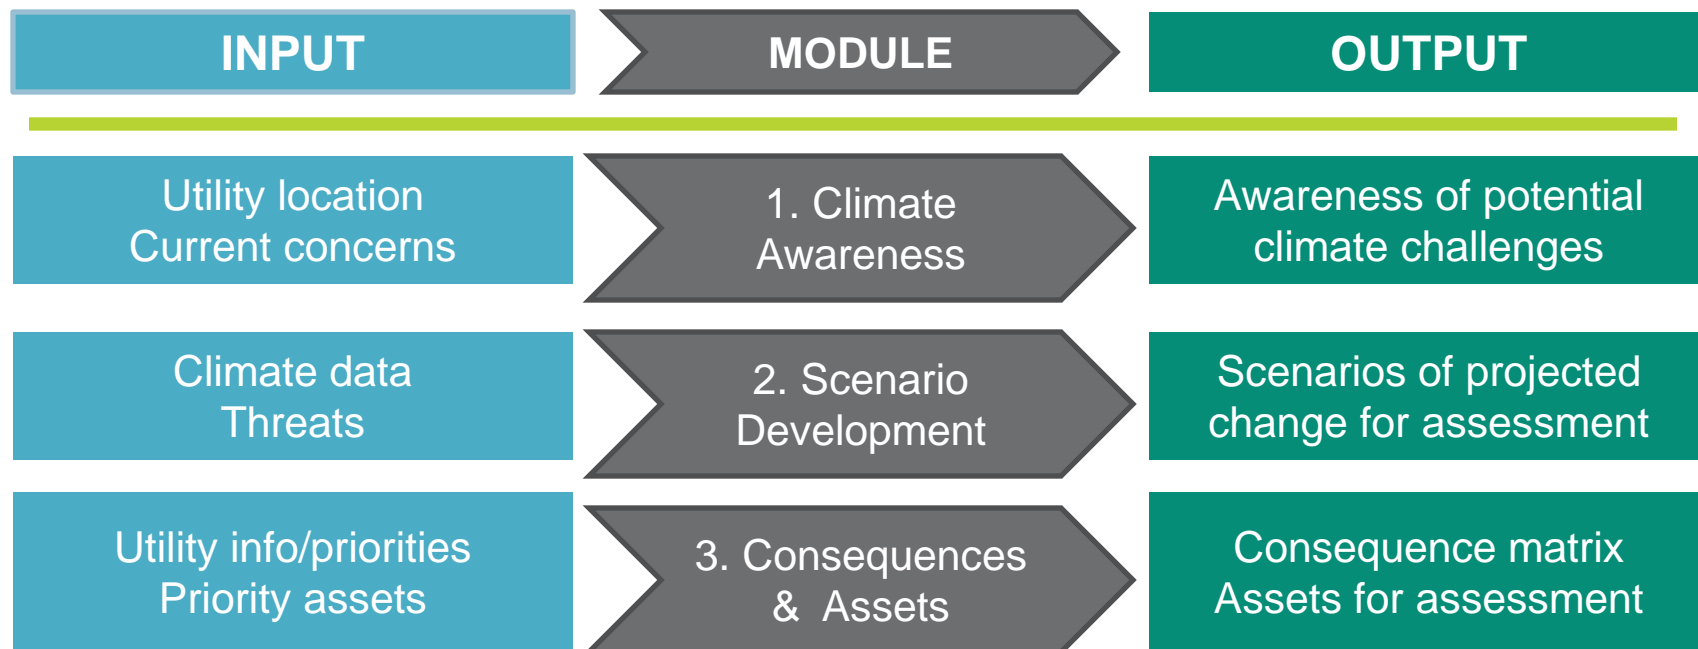 INPUT
MODULE
OUTPUT
Utility location
Current concerns
1. Climate
Awareness
Awareness of potential
climate challenges
Climate data
Threats
2. Scenario
Development
Scenarios of projected
change for assessment
Utility info/priorities
Priority assets
3. Consequences
& Assets
Consequence matrix
Assets for assessment